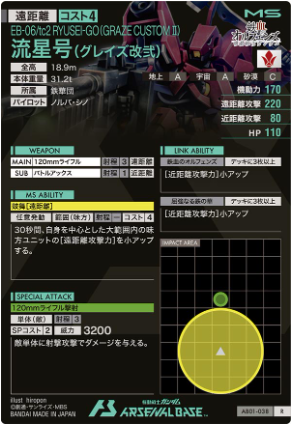 遠距離 コスト4 MS
EB-06/tc2 RYUSEI-GO (GRAZE CUSTOM Ⅱ)
流星号(グレイズ改弐)
鉄血のオルフェンズ
全高 18.9m
本体重量 31.2t
所属 鉄華団
パイロット ノルバ・シノ
地上 A 宇宙 A 砂漠 C
機動力 170
遠距離攻撃 220
近距離攻撃 80
HP 110
WEAPON
MAIN 120mmライフル 射程 3 遠距離
SUB バトルアックス 射程 1 近距離
LINK ABILITY
鉄血のオルフェンズ デッキに3枚以上
[近距離攻撃力]小アップ
デッキに3枚以上
[近距離攻撃力]小アップ
MS ABILITY
鼓舞[遠距離]
任意発動 範囲(味方) 射程 ー コスト 4
30秒間、自身を中心とした大範囲内の味
方ユニットの[遠距離攻撃力]を小アップ
する。
SPECIAL ATTACK
120mmライフル撃射
単体(敵) 射程 3
SPコスト 2 威力 3200
敵単体に射撃攻撃でダメージを与える。
IMPACT AREA
illust hiropon
©創通・サンライズ・MBS
BANDAI MADE IN JAPAN
機動戦士ガンダム
ARSENAL BASE
AB01-038 R